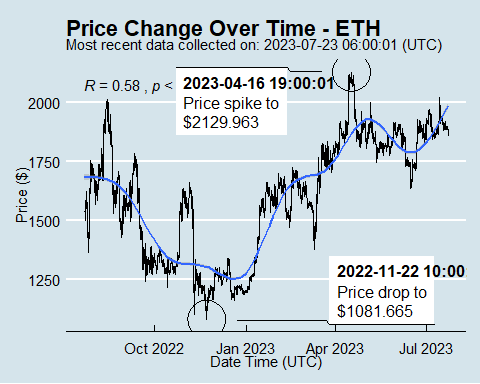 Price Change Over Time - ETH
Most recent data collected on: 2023-07-23 06:00:01 (UTC)
R = 0.58 , p <
2023-04-16 19:00:01
Price spike to
$2129.963
2000
1750
1500
1250
Price ($)
2022-11-22 10:00
Price drop to
$1081.665
Oct 2022
Jan 2023
Apr 2023
Jul 2023
Date Time (UTC)